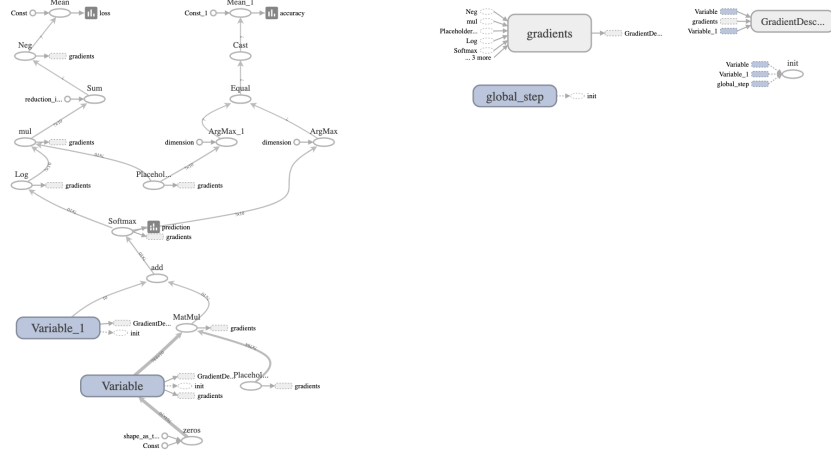 Mean
Const
loss
Neg
gradients
Sum
reduction_i...
mul
gradients
Log
gradients
Placehol...
gradients
Mean_1
Const_1
accuracy
Cast
Equal
ArgMax_1
dimension
ArgMax
dimension
Softmax
prediction
gradients
add
Variable_1
GradientDe...
init
MatMul
gradients
Variable
GradientDe...
init
gradients
Placehol...
gradients
zeros
shape_as_t...
Const
Neg
mul
Placeholder...
Log
Softmax
... 3 more
gradients
GradientDe...
global_step
init
Variable
gradients
Variable_1
GradientDesc...
Variable
Variable_1
global_step
init